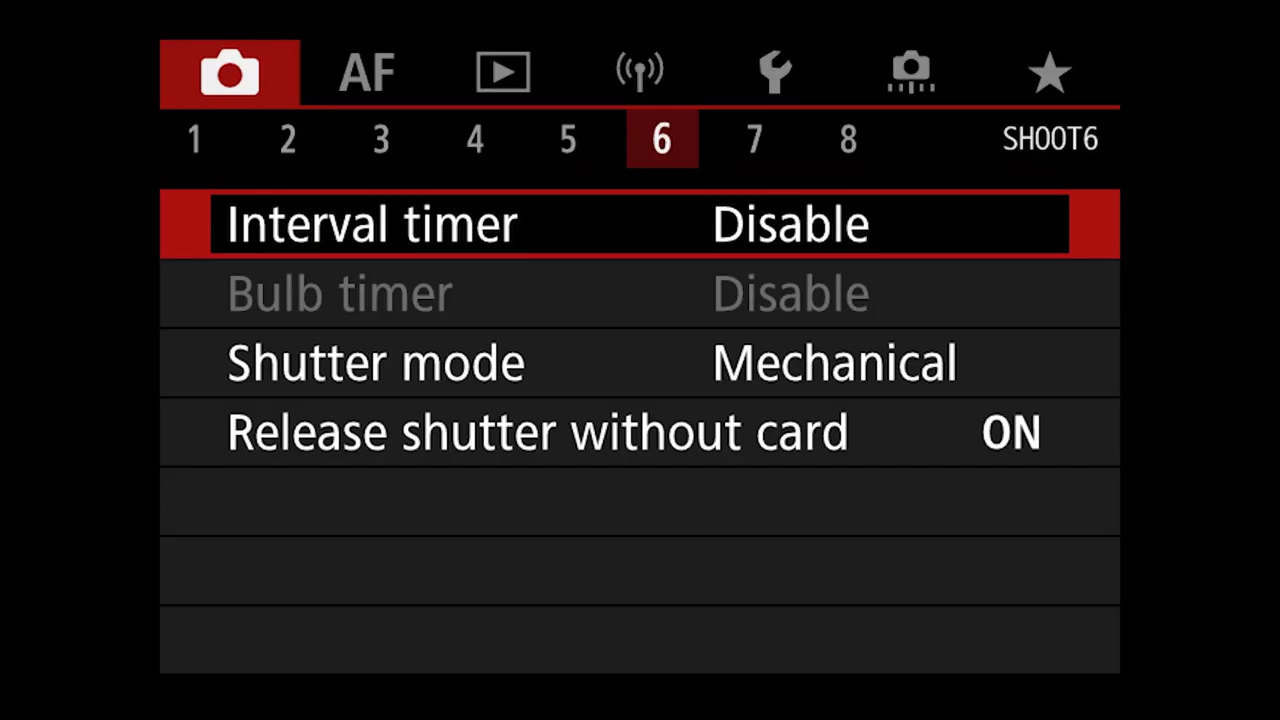 AF
1 2 3 4 5 6 7 8 SHOOT6
Interval timer Disable
Bulb timer Disable
Shutter mode Mechanical
Release shutter without card ON